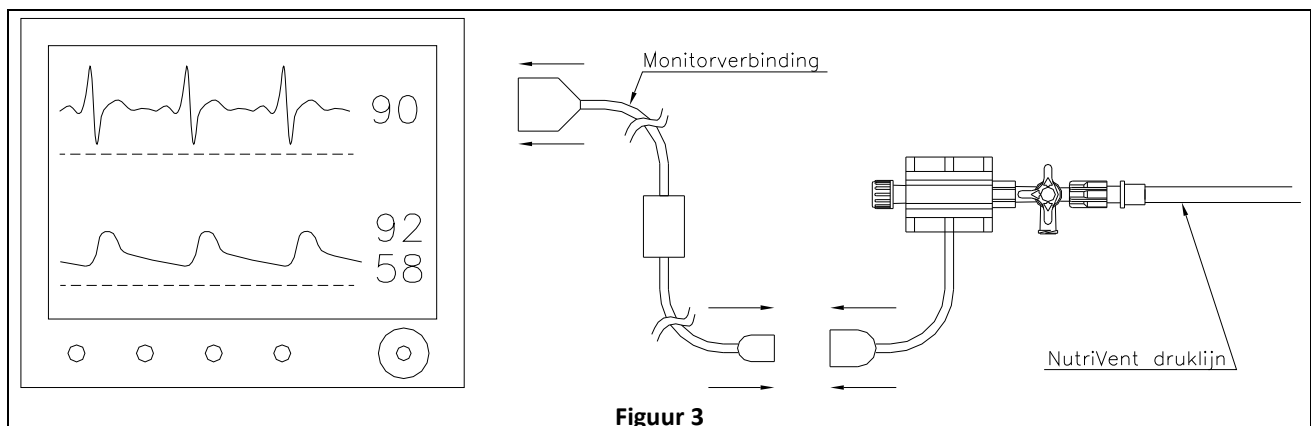 Monitorverbinding
90
92
58
NutriVent druklijn
Figuur 3